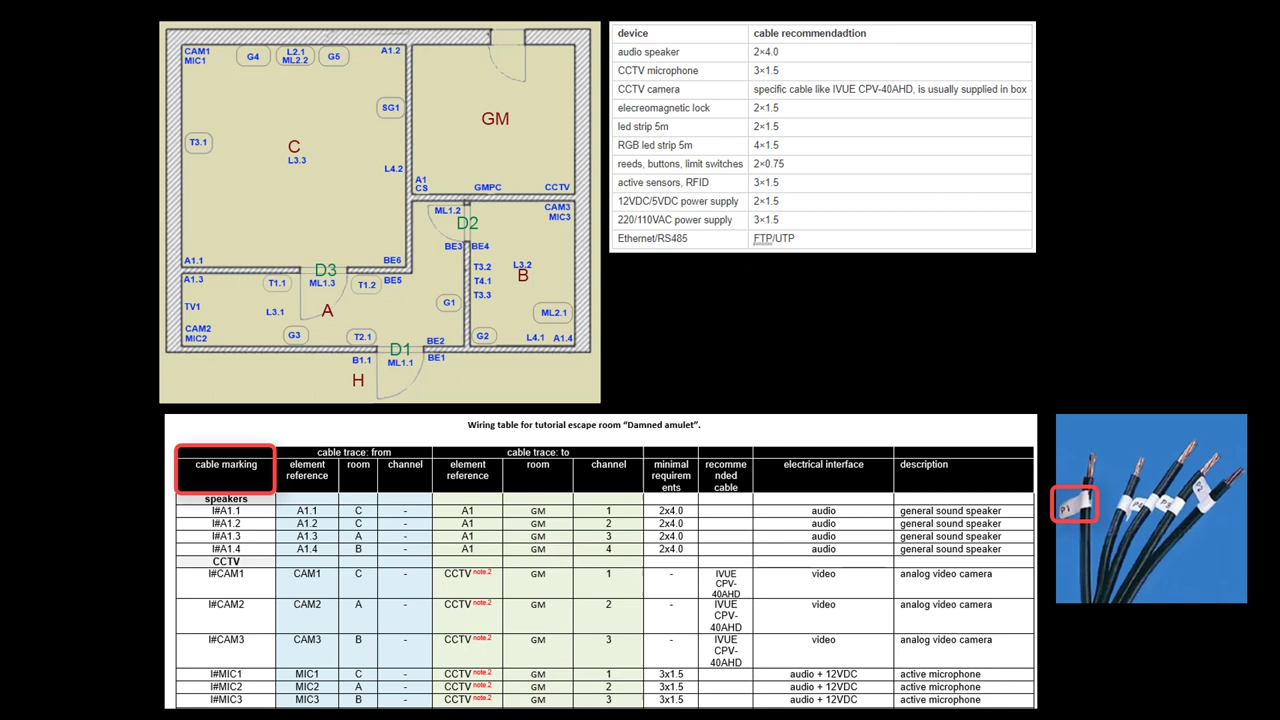 CAM1
MIC1
G4
L2.1
ML2.2
G5
A1.2
SG1
T3.1
C
L3.3
L4.2
GM
A1
CS
GMPC
CCTV
ML1.2
D2
CAM3
MIC3
BE3
BE4
A1.1
D3
BE6
A1.3
T1.1
ML1.3
T1.2
BE5
T3.2
T4.1
T3.3
L3.2
B
TV1
L3.1
A
G1
ML2.1
CAM2
MIC2
G3
T2.1
BE2
G2
L4.1
A1.4
D1
B1.1
ML1.1
BE1
H
device cable recommendadtion
audio speaker 2×4.0
CCTV microphone 3×1.5
CCTV camera specific cable like IVUE CPV-40AHD, is usually supplied in box
elecreomagnetic lock 2×1.5
led strip 5m 2×1.5
RGB led strip 5m 4×1.5
reeds, buttons, limit switches 2×0.75
active sensors, RFID 3×1.5
12VDC/5VDC power supply 2×1.5
220/110VAC power supply 3×1.5
Ethernet/RS485 FTP/UTP
Wiring table for tutorial escape room “Damned amulet”.
cable trace: from cable trace: to
cable marking element reference room channel element reference room channel minimal requirem ents recomme nded cable electrical interface description
speakers
I#A1.1 A1.1 C - A1 GM 1 2x4.0 audio general sound speaker
I#A1.2 A1.2 C - A1 GM 2 2x4.0 audio general sound speaker
I#A1.3 A1.3 A - A1 GM 3 2x4.0 audio general sound speaker
I#A1.4 A1.4 B - A1 GM 4 2x4.0 audio general sound speaker
CCTV
I#CAM1 CAM1 C - CCTV note.2 GM 1 - IVUE CPV-40AHD video analog video camera
I#CAM2 CAM2 A - CCTV note.2 GM 2 - IVUE CPV-40AHD video analog video camera
I#CAM3 CAM3 B - CCTV note.2 GM 3 - IVUE CPV-40AHD video analog video camera
I#MIC1 MIC1 C - CCTV note.2 GM 1 3x1.5 audio + 12VDC active microphone
I#MIC2 MIC2 A - CCTV note.2 GM 2 3x1.5 audio + 12VDC active microphone
I#MIC3 MIC3 B - CCTV note.2 GM 3 3x1.5 audio + 12VDC active microphone
P1